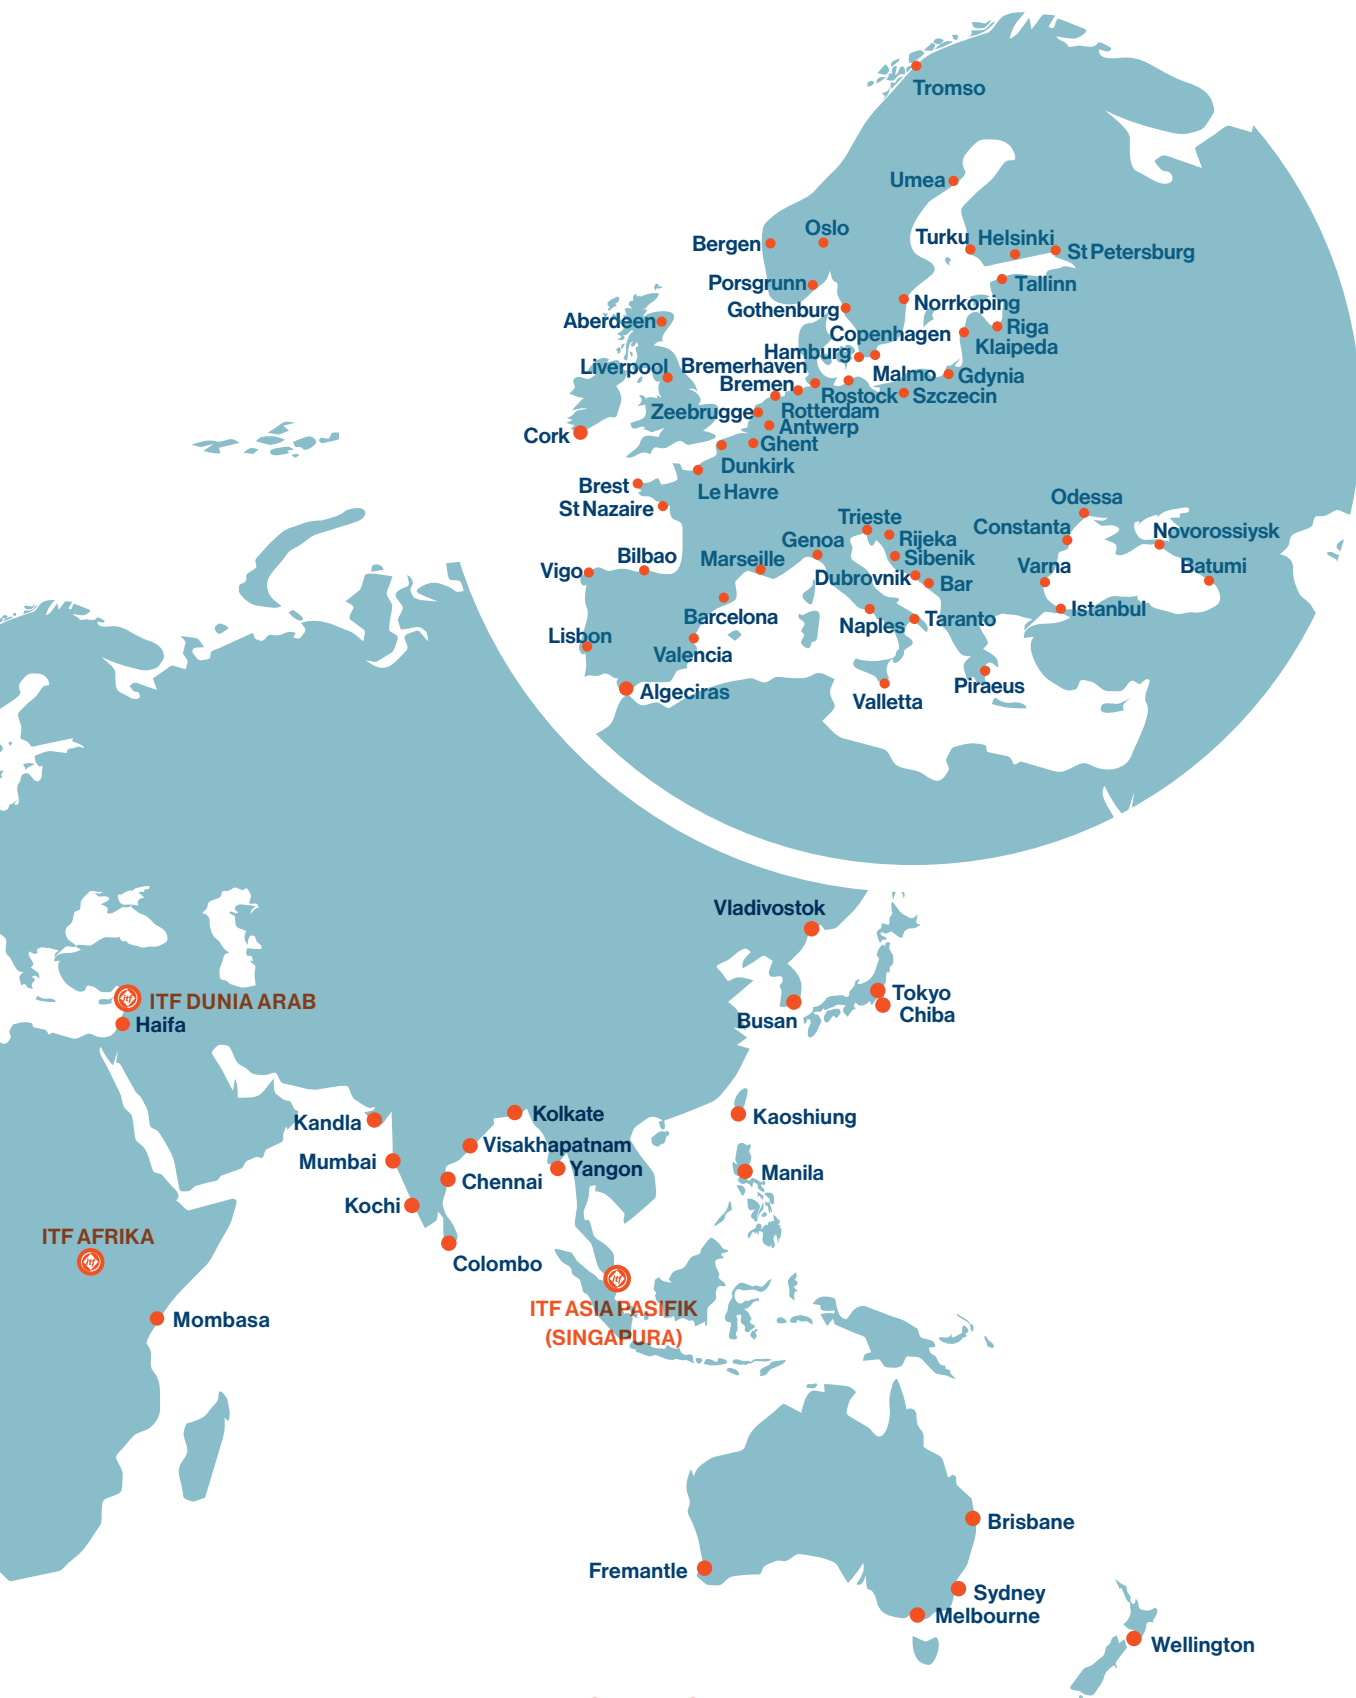 Tromso
Umea
Oslo
Bergen
Turku
Helsinki
St Petersburg
Porsgrunn
Tallinn
Gothenburg
Norrkoping
Aberdeen
Copenhagen
Riga
Klaipeda
Hamburg
Liverpool
Bremerhaven
Malmo
Gdynia
Bremen
Rostock
Szczecin
Zeebrugge
Rotterdam
Antwerp
Cork
Ghent
Dunkirk
Brest
Le Havre
St Nazaire
Odessa
Trieste
Constanta
Novorossiysk
Genoa
Rijeka
Bilbao
Marseille
Sibenik
Vigo
Dubrovnik
Bar
Varna
Batumi
Barcelona
Naples
Taranto
Istanbul
Lisbon
Valencia
Algeciras
Valletta
Piraeus
Vladivostok
ITF DUNIA ARAB
Tokyo
Haifa
Busan
Chiba
Kandla
Kolkate
Kaoshiung
Visakhapatnam
Mumbai
Yangon
Manila
Chennai
Kochi
ITF AFRIKA
Colombo
ITF ASIA PASIFIK
(SINGAPURA)
Mombasa
Brisbane
Fremantle
Sydney
Melbourne
Wellington